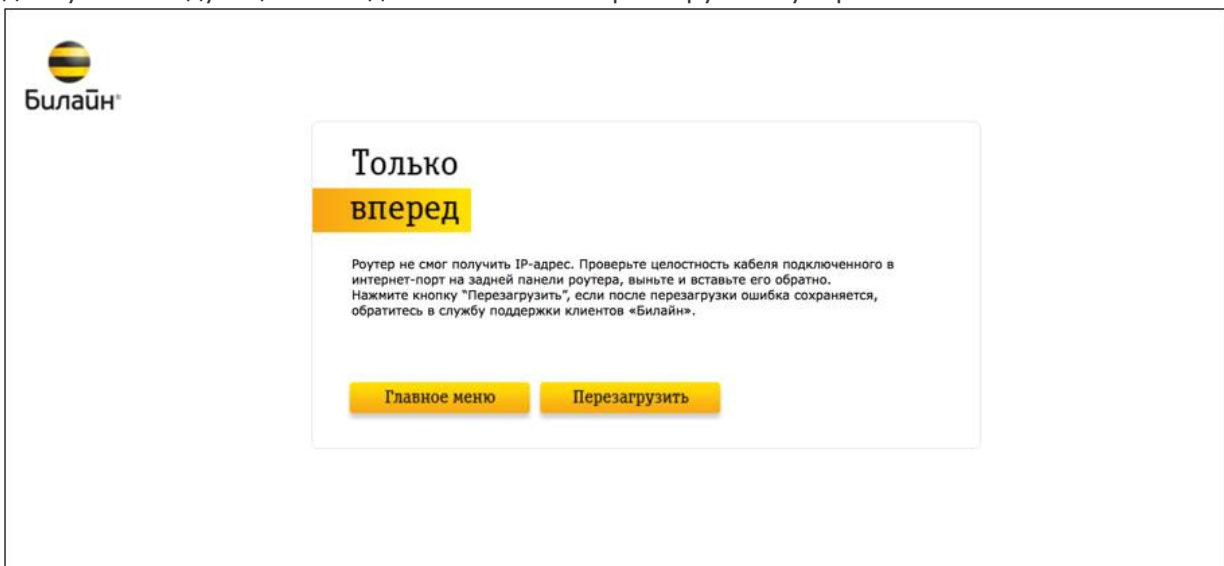 Билайн®
Только
вперед
Роутер не смог получить IP-адрес. Проверьте целостность кабеля подключенного в
интернет-порт на задней панели роутера, выньте и вставьте его обратно.
Нажмите кнопку "Перезагрузить", если после перезагрузки ошибка сохраняется,
обратитесь в службу поддержки клиентов «Билайн».
Главное меню
Перезагрузить